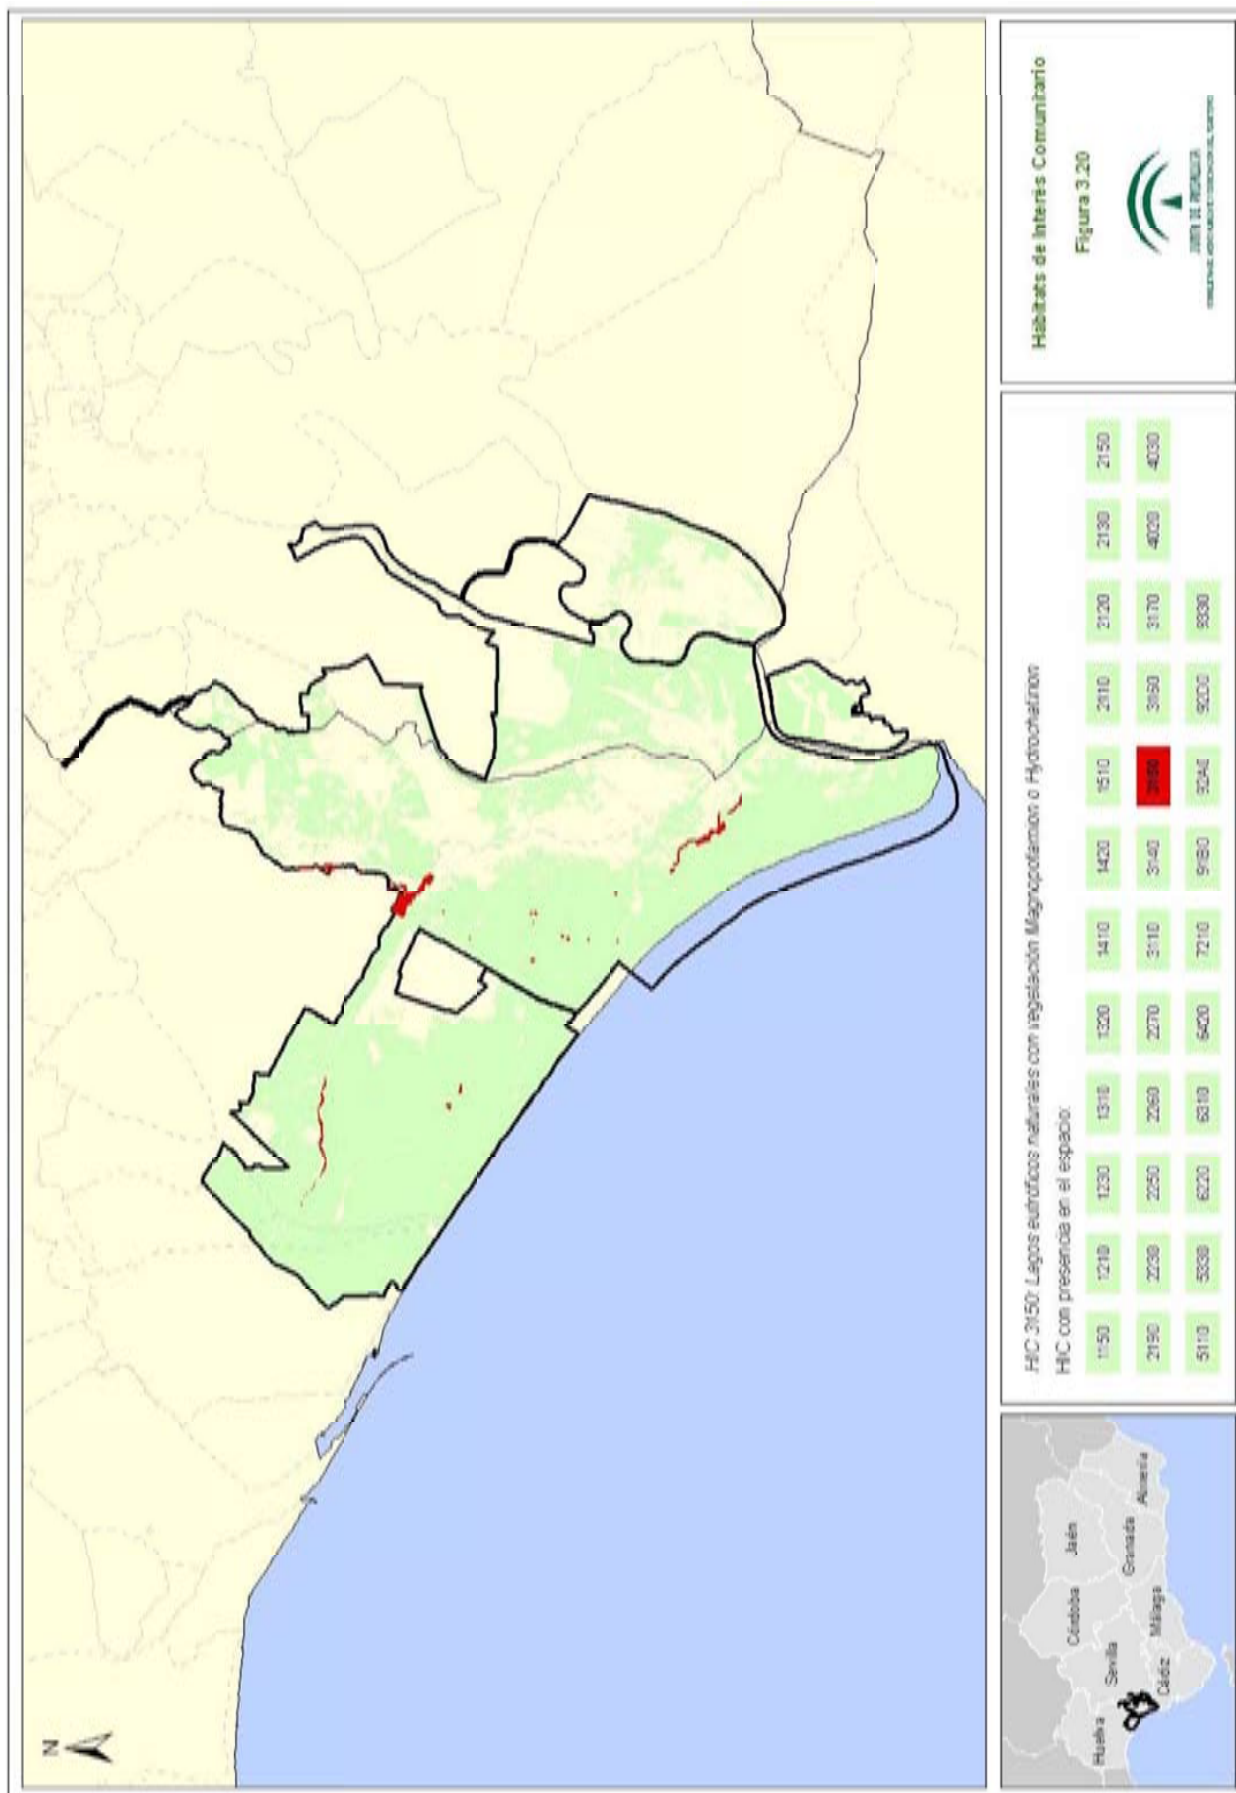 N
Huelva
Sevilla
Córdoba
Jaén
Cádiz
Málaga
Granada
Almería
HIC 3150: Lagos eutróficos naturales con vegetación Magnopotamion o Hydrocharition
HIC con presencia en el espacio:
1150 1210 1230 1310 1320 1410 1420 1510 2110 2120 2130 2150
2190 2230 2250 2260 2270 3110 3140 3150 3160 3170 4020 4030
5110 5330 6220 6310 6420 7210 9240 9200 9330
Hábitats de Interés Comunitario
Figura 3.20
JUNTA DE ANDALUCIA